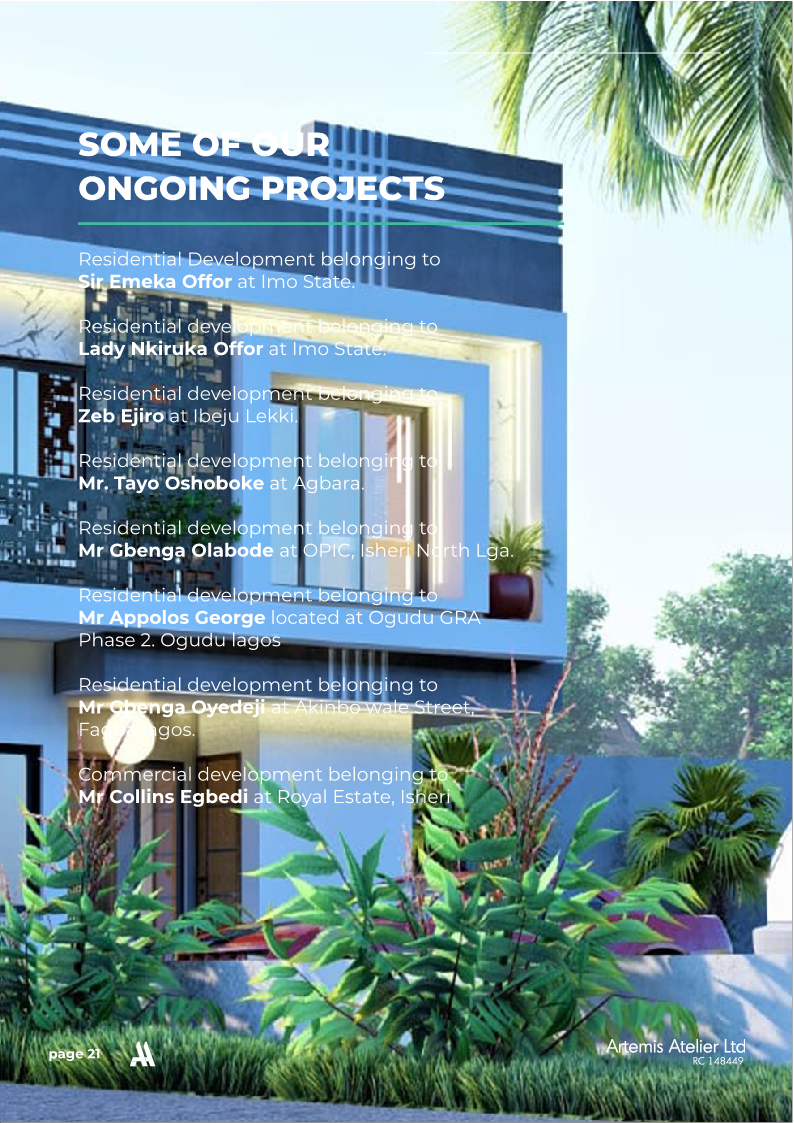 SOME OF OUR
ONGOING PROJECTS
Residential Development belonging to
Sir Emeka Offor at Imo State.
Residential development belonging to
Lady Nkiruka Offor at Imo State.
Residential development belonging to
Zeb Ejiro at Ibeju Lekki.
Residential development belonging to
Mr. Tayo Oshoboke at Agbara.
Residential development belonging to
Mr Gbenga Olabode at OPIC, Isheri North Lga.
Residential development belonging to
Mr Appolos George located at Ogudu GRA
Phase 2. Ogudu lagos
Residential development belonging to
Mr Gbenga Oyedeji at Akinbo wale Street,
Commercial development belonging to
Mr Collins Egbedi at Royal Estate, Isheri
page 21
Artemis Atelier Ltd
RC 148449